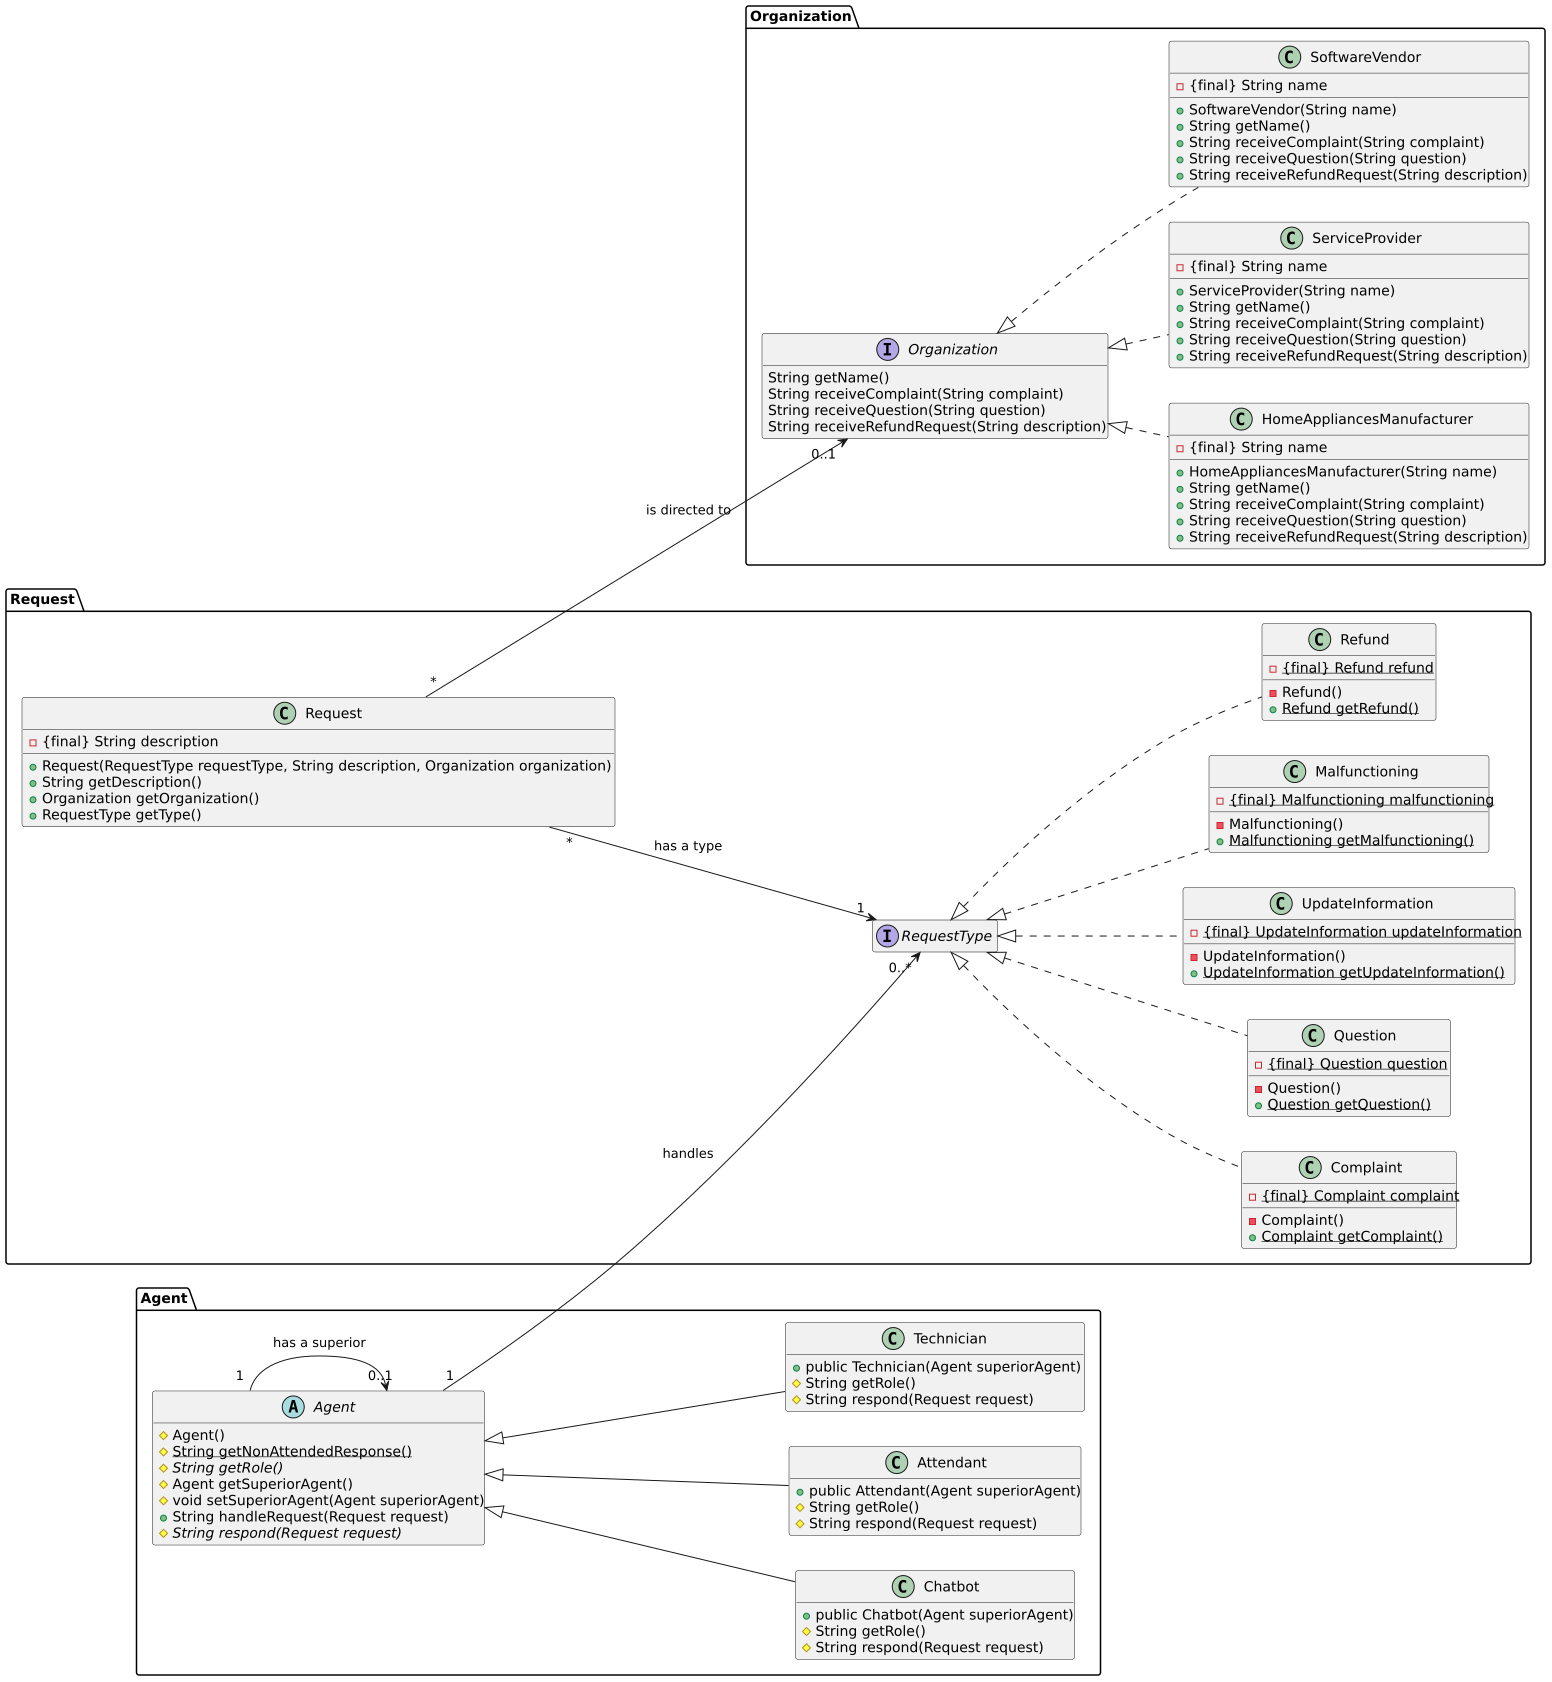 Organization
SoftwareVendor
{final} String name
SoftwareVendor(String name)
String getName()
String receiveComplaint(String complaint)
String receiveQuestion(String question)
String receiveRefundRequest(String description)
ServiceProvider
{final} String name
ServiceProvider(String name)
String getName()
String receiveComplaint(String complaint)
String receiveQuestion(String question)
String receiveRefundRequest(String description)
Organization
String getName()
String receiveComplaint(String complaint)
String receiveQuestion(String question)
String receiveRefundRequest(String description)
HomeAppliancesManufacturer
{final} String name
HomeAppliancesManufacturer(String name)
String getName()
String receiveComplaint(String complaint)
String receiveQuestion(String question)
String receiveRefundRequest(String description)
0..1
is directed to
*
Request
Request
{final} String description
Request(RequestType requestType, String description, Organization organization)
String getDescription()
Organization getOrganization()
RequestType getType()
*
has a type
1
RequestType
0..*
Refund
{final} Refund refund
Refund()
Refund getRefund()
Malfunctioning
{final} Malfunctioning malfunctioning
Malfunctioning()
Malfunctioning getMalfunctioning()
UpdateInformation
{final} UpdateInformation updateInformation
UpdateInformation()
UpdateInformation getUpdateInformation()
Question
{final} Question question
Question()
Question getQuestion()
Complaint
{final} Complaint complaint
Complaint()
Complaint getComplaint()
handles
Agent
has a superior
1
0..1
1
Agent
Agent()
String getNonAttendedResponse()
String getRole()
Agent getSuperiorAgent()
void setSuperiorAgent(Agent superiorAgent)
String handleRequest(Request request)
String respond(Request request)
Technician
public Technician(Agent superiorAgent)
String getRole()
String respond(Request request)
Attendant
public Attendant(Agent superiorAgent)
String getRole()
String respond(Request request)
Chatbot
public Chatbot(Agent superiorAgent)
String getRole()
String respond(Request request)